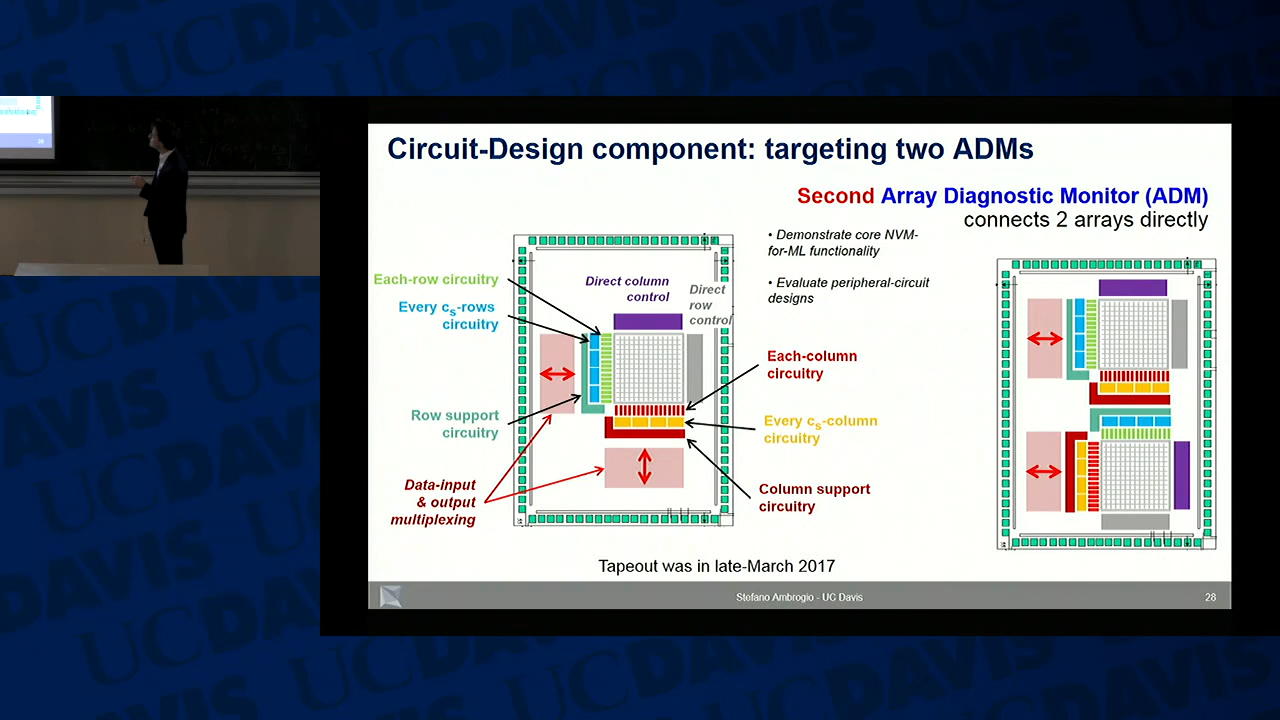 Circuit-Design component: targeting two ADMs
Second Array Diagnostic Monitor (ADM)
connects 2 arrays directly
• Demonstrate core NVM-
for-ML functionality
• Evaluate peripheral-circuit
designs
Each-row circuitry
Every cs-rows
circuitry
Direct column
control
Direct
row
control
Each-column
circuitry
Row support
circuitry
Every cs-column
circuitry
Data-input
& output
multiplexing
Column support
circuitry
Tapeout was in late-March 2017
Stefano Ambrogio - UC Davis
28
UCDAVIS